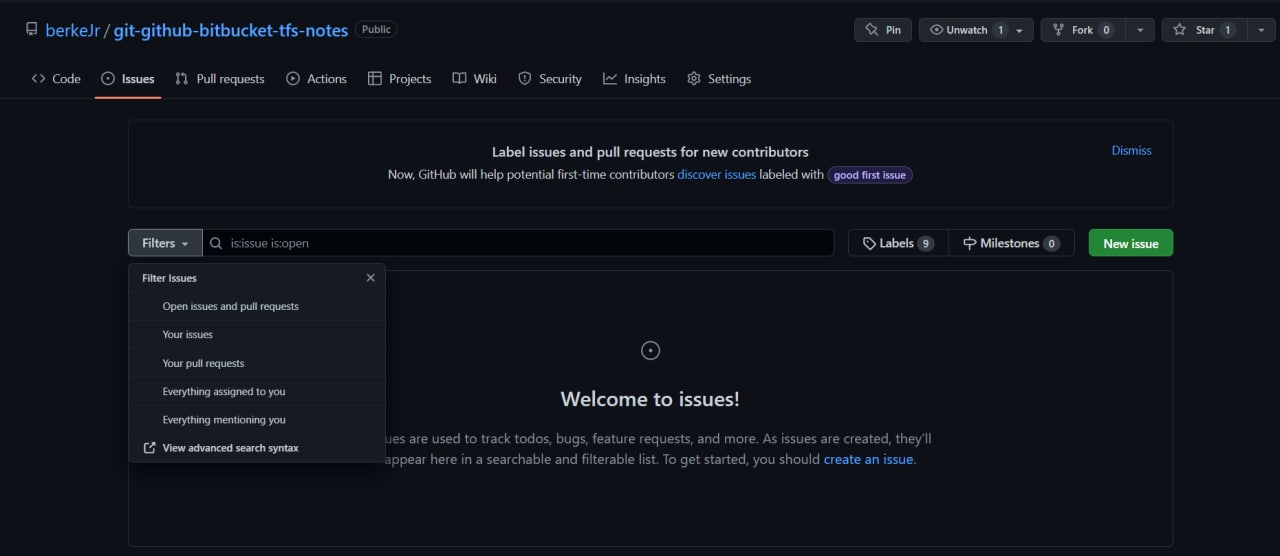 berkeJr / git-github-bitbucket-tfs-notes Public
Pin
Unwatch 1
Fork 0
Star 1
Code
Issues
Pull requests
Actions
Projects
Wiki
Security
Insights
Settings
Label issues and pull requests for new contributors
Dismiss
Now, GitHub will help potential first-time contributors discover issues labeled with good first issue
Filters
is:issue is:open
Labels 9
Milestones 0
New issue
Filter Issues
Open issues and pull requests
Your issues
Your pull requests
Everything assigned to you
Everything mentioning you
View advanced search syntax
Welcome to issues!
ues are used to track todos, bugs, feature requests, and more. As issues are created, they'll
appear here in a searchable and filterable list. To get started, you should create an issue.